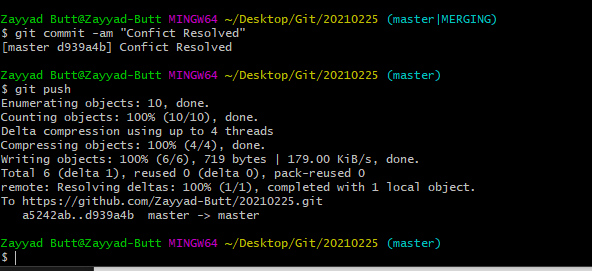 Zayyad Butt@Zayyad-Butt MINGW64 ~/Desktop/Git/20210225 (master|MERGING)
$ git commit -am "Confict Resolved"
[master d939a4b] Confict Resolved
Zayyad Butt@Zayyad-Butt MINGW64 ~/Desktop/Git/20210225 (master)
$ git push
Enumerating objects: 10, done.
Counting objects: 100% (10/10), done.
Delta compression using up to 4 threads
Compressing objects: 100% (4/4), done.
Writing objects: 100% (6/6), 719 bytes | 179.00 KiB/s, done.
Total 6 (delta 1), reused 0 (delta 0), pack-reused 0
remote: Resolving deltas: 100% (1/1), completed with 1 local object.
To https://github.com/Zayyad-Butt/20210225.git
   a5242ab..d939a4b  master -> master
Zayyad Butt@Zayyad-Butt MINGW64 ~/Desktop/Git/20210225 (master)
$